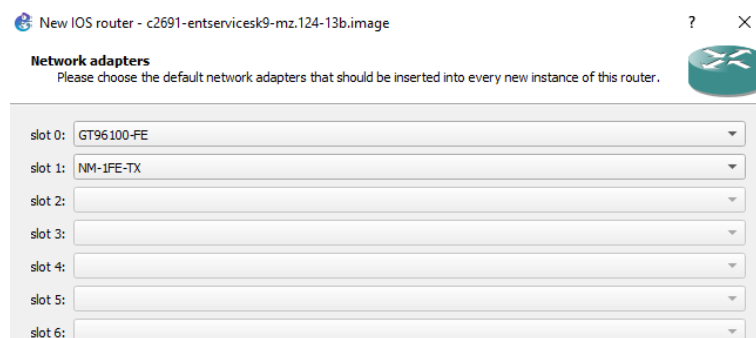 New IOS router - c2691-entservicesk9-mz.124-13b.image ? ✕
Network adapters
Please choose the default network adapters that should be inserted into every new instance of this router.
slot 0: GT96100-FE
slot 1: NM-1FE-TX
slot 2:
slot 3:
slot 4:
slot 5:
slot 6: